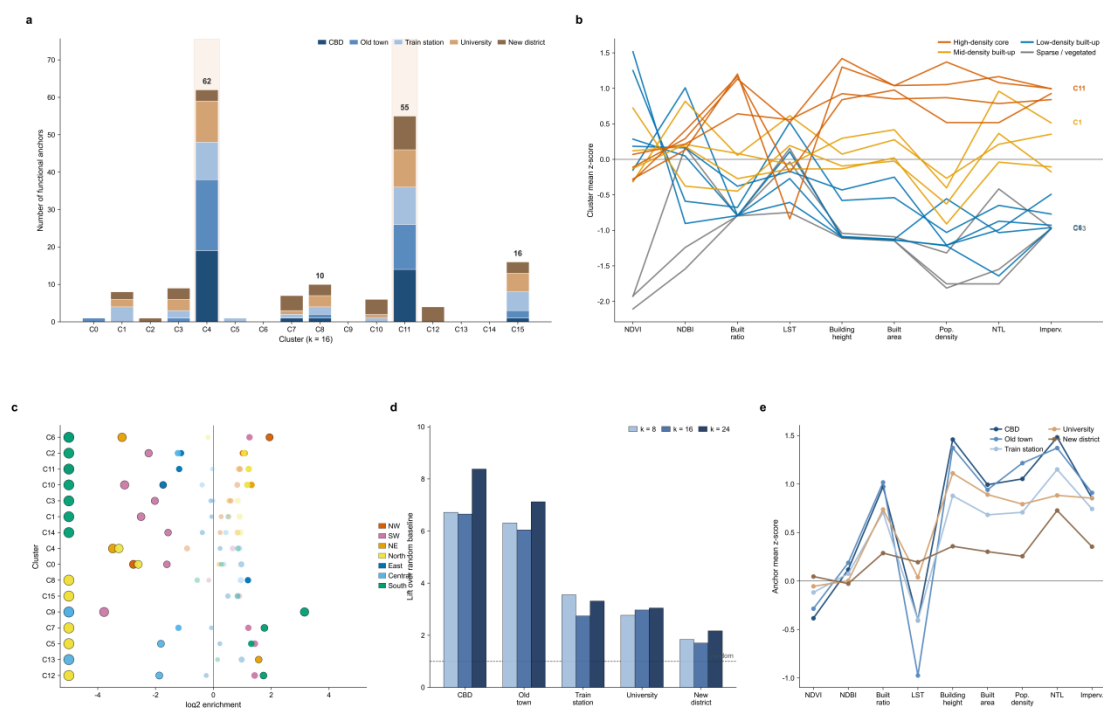 a
CBD
Old town
Train station
University
New district
Number of functional anchors
70
60
50
40
30
20
10
0
62
10
55
16
C0 C1 C2 C3 C4 C5 C6 C7 C8 C9 C10 C11 C12 C13 C14 C15
Cluster (k = 16)
b
High-density core
Mid-density built-up
Low-density built-up
Sparse / vegetated
Cluster mean z-score
1.5
1.0
0.5
0.0
-0.5
-1.0
-1.5
-2.0
C11
C1
NDVI
NDBI
Built
ratio
LST
Building
height
Built
area
Pop.
density
NTL
Imperv.
c
Cluster
C6
C2
C11
C10
C3
C1
C14
C4
C0
C8
C15
C9
C7
C5
C13
C12
-4 -2 0 2 4
log2 enrichment
NW
SW
NE
North
East
Central
South
d
k = 8
k = 16
k = 24
Lift over random baseline
10
8
6
4
2
0
CBD
Old
town
Train
station
University
New
district
e
CBD
Old town
Train station
University
New district
Anchor mean z-score
1.5
1.0
0.5
0.0
-0.5
-1.0
NDVI
NDBI
Built
ratio
LST
Building
height
Built
area
Pop.
density
NTL
Imperv.